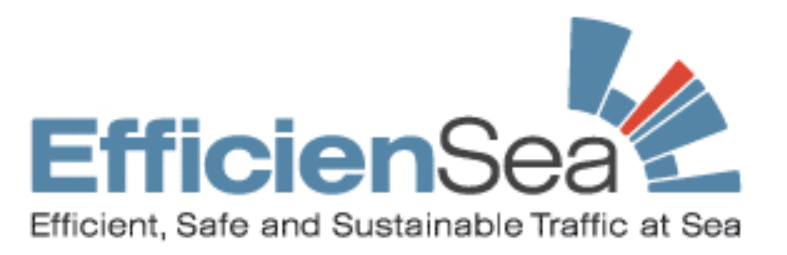 EfficienSea
Efficient, Safe and Sustainable Traffic at Sea